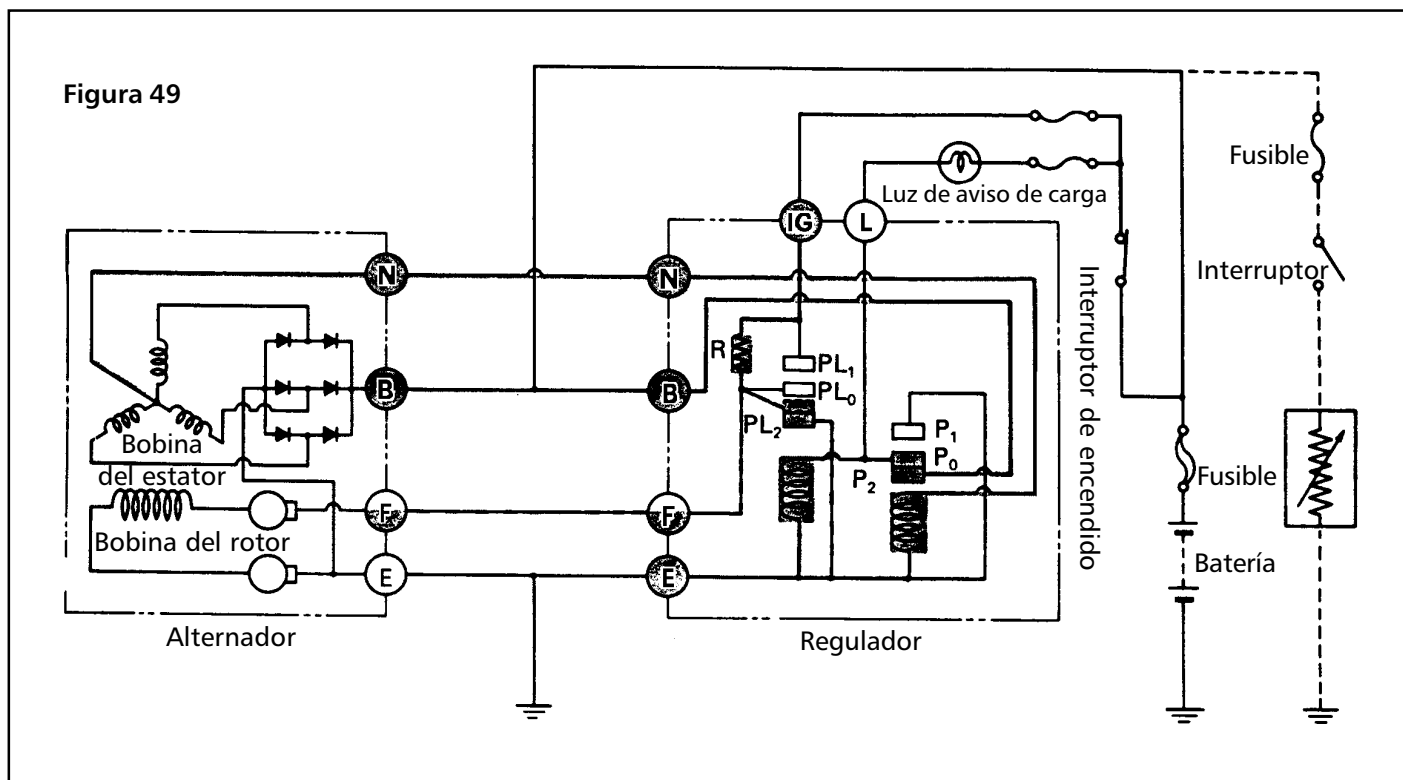 Figura 49
Fusible
Luz de aviso de carga
IG
L
Interruptor de encendido
Interruptor
N
N
R
PL1
PL0
PL2
B
B
P1
P0
P2
Bobina
del estator
Fusible
F
F
Bobina del rotor
Batería
E
E
Alternador
Regulador